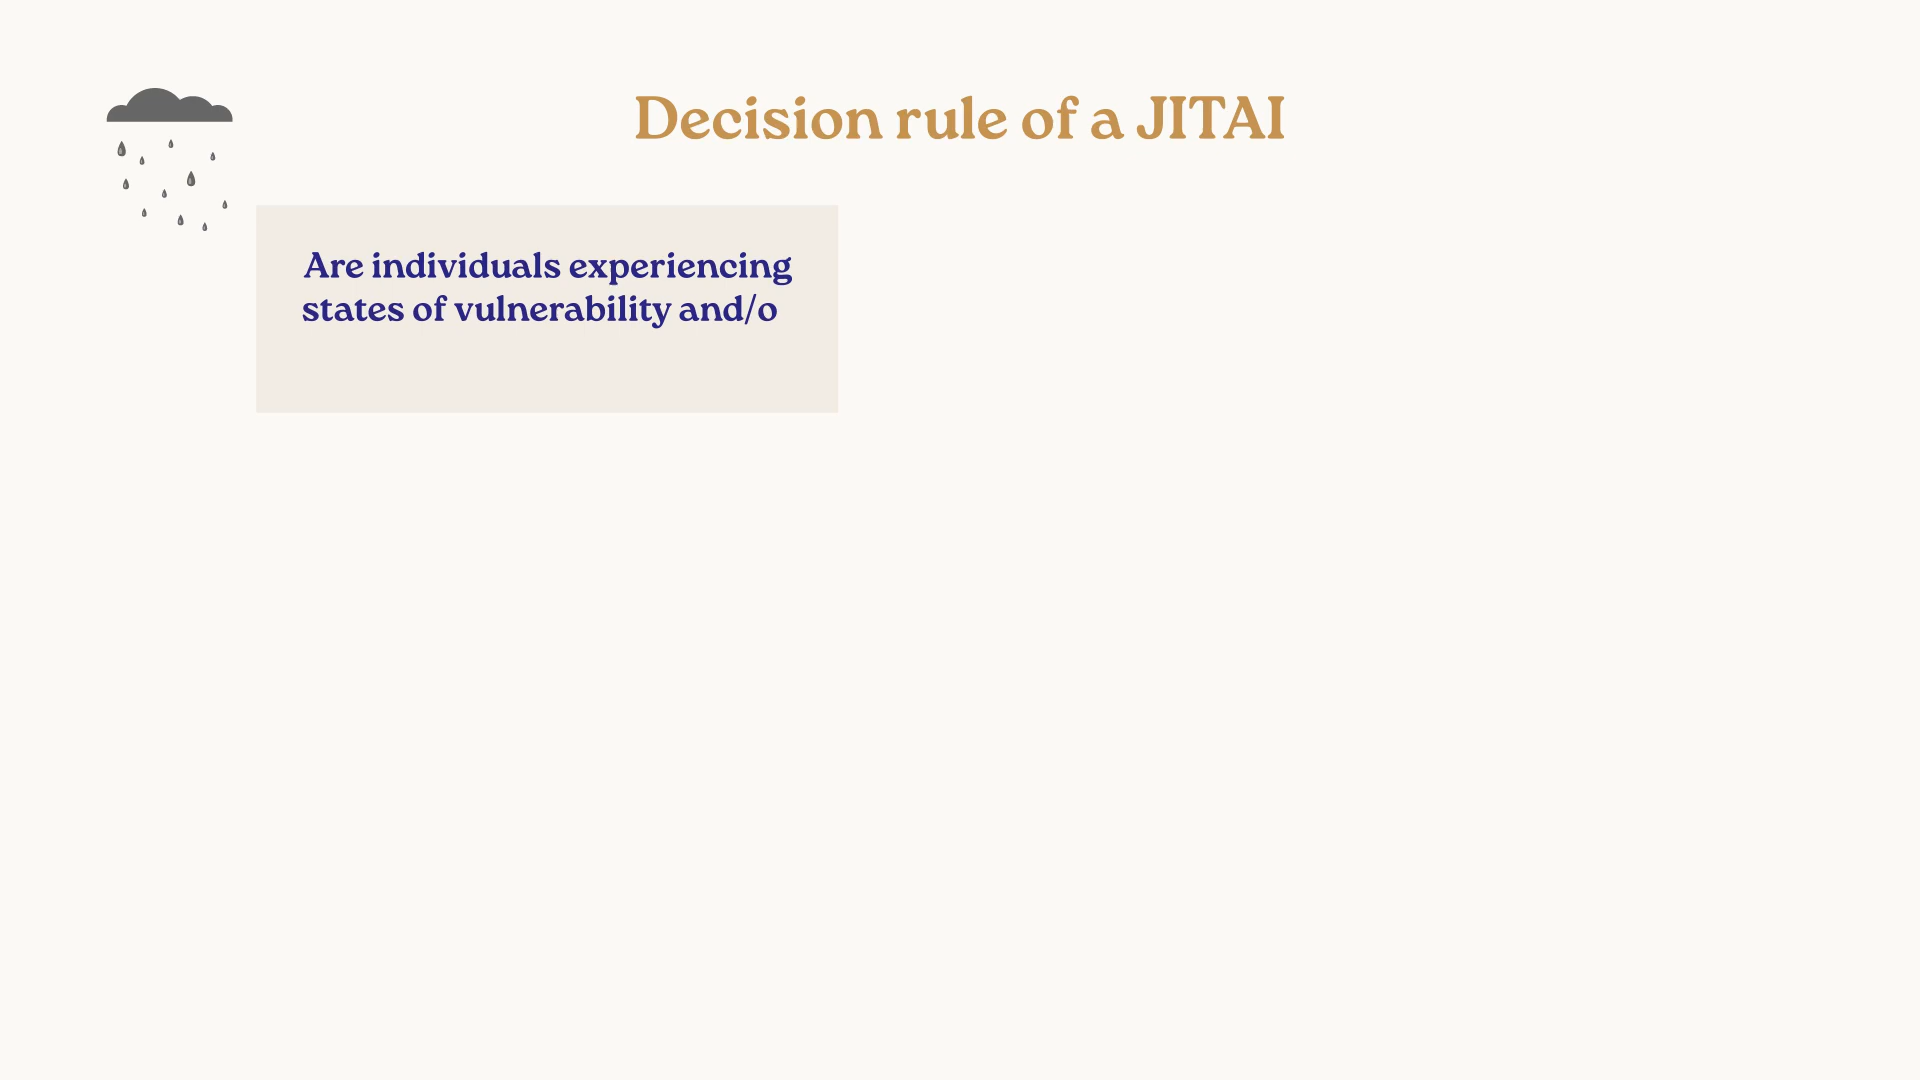 Decision rule of a JITAI
Are individuals experiencing
states of vulnerability and/o